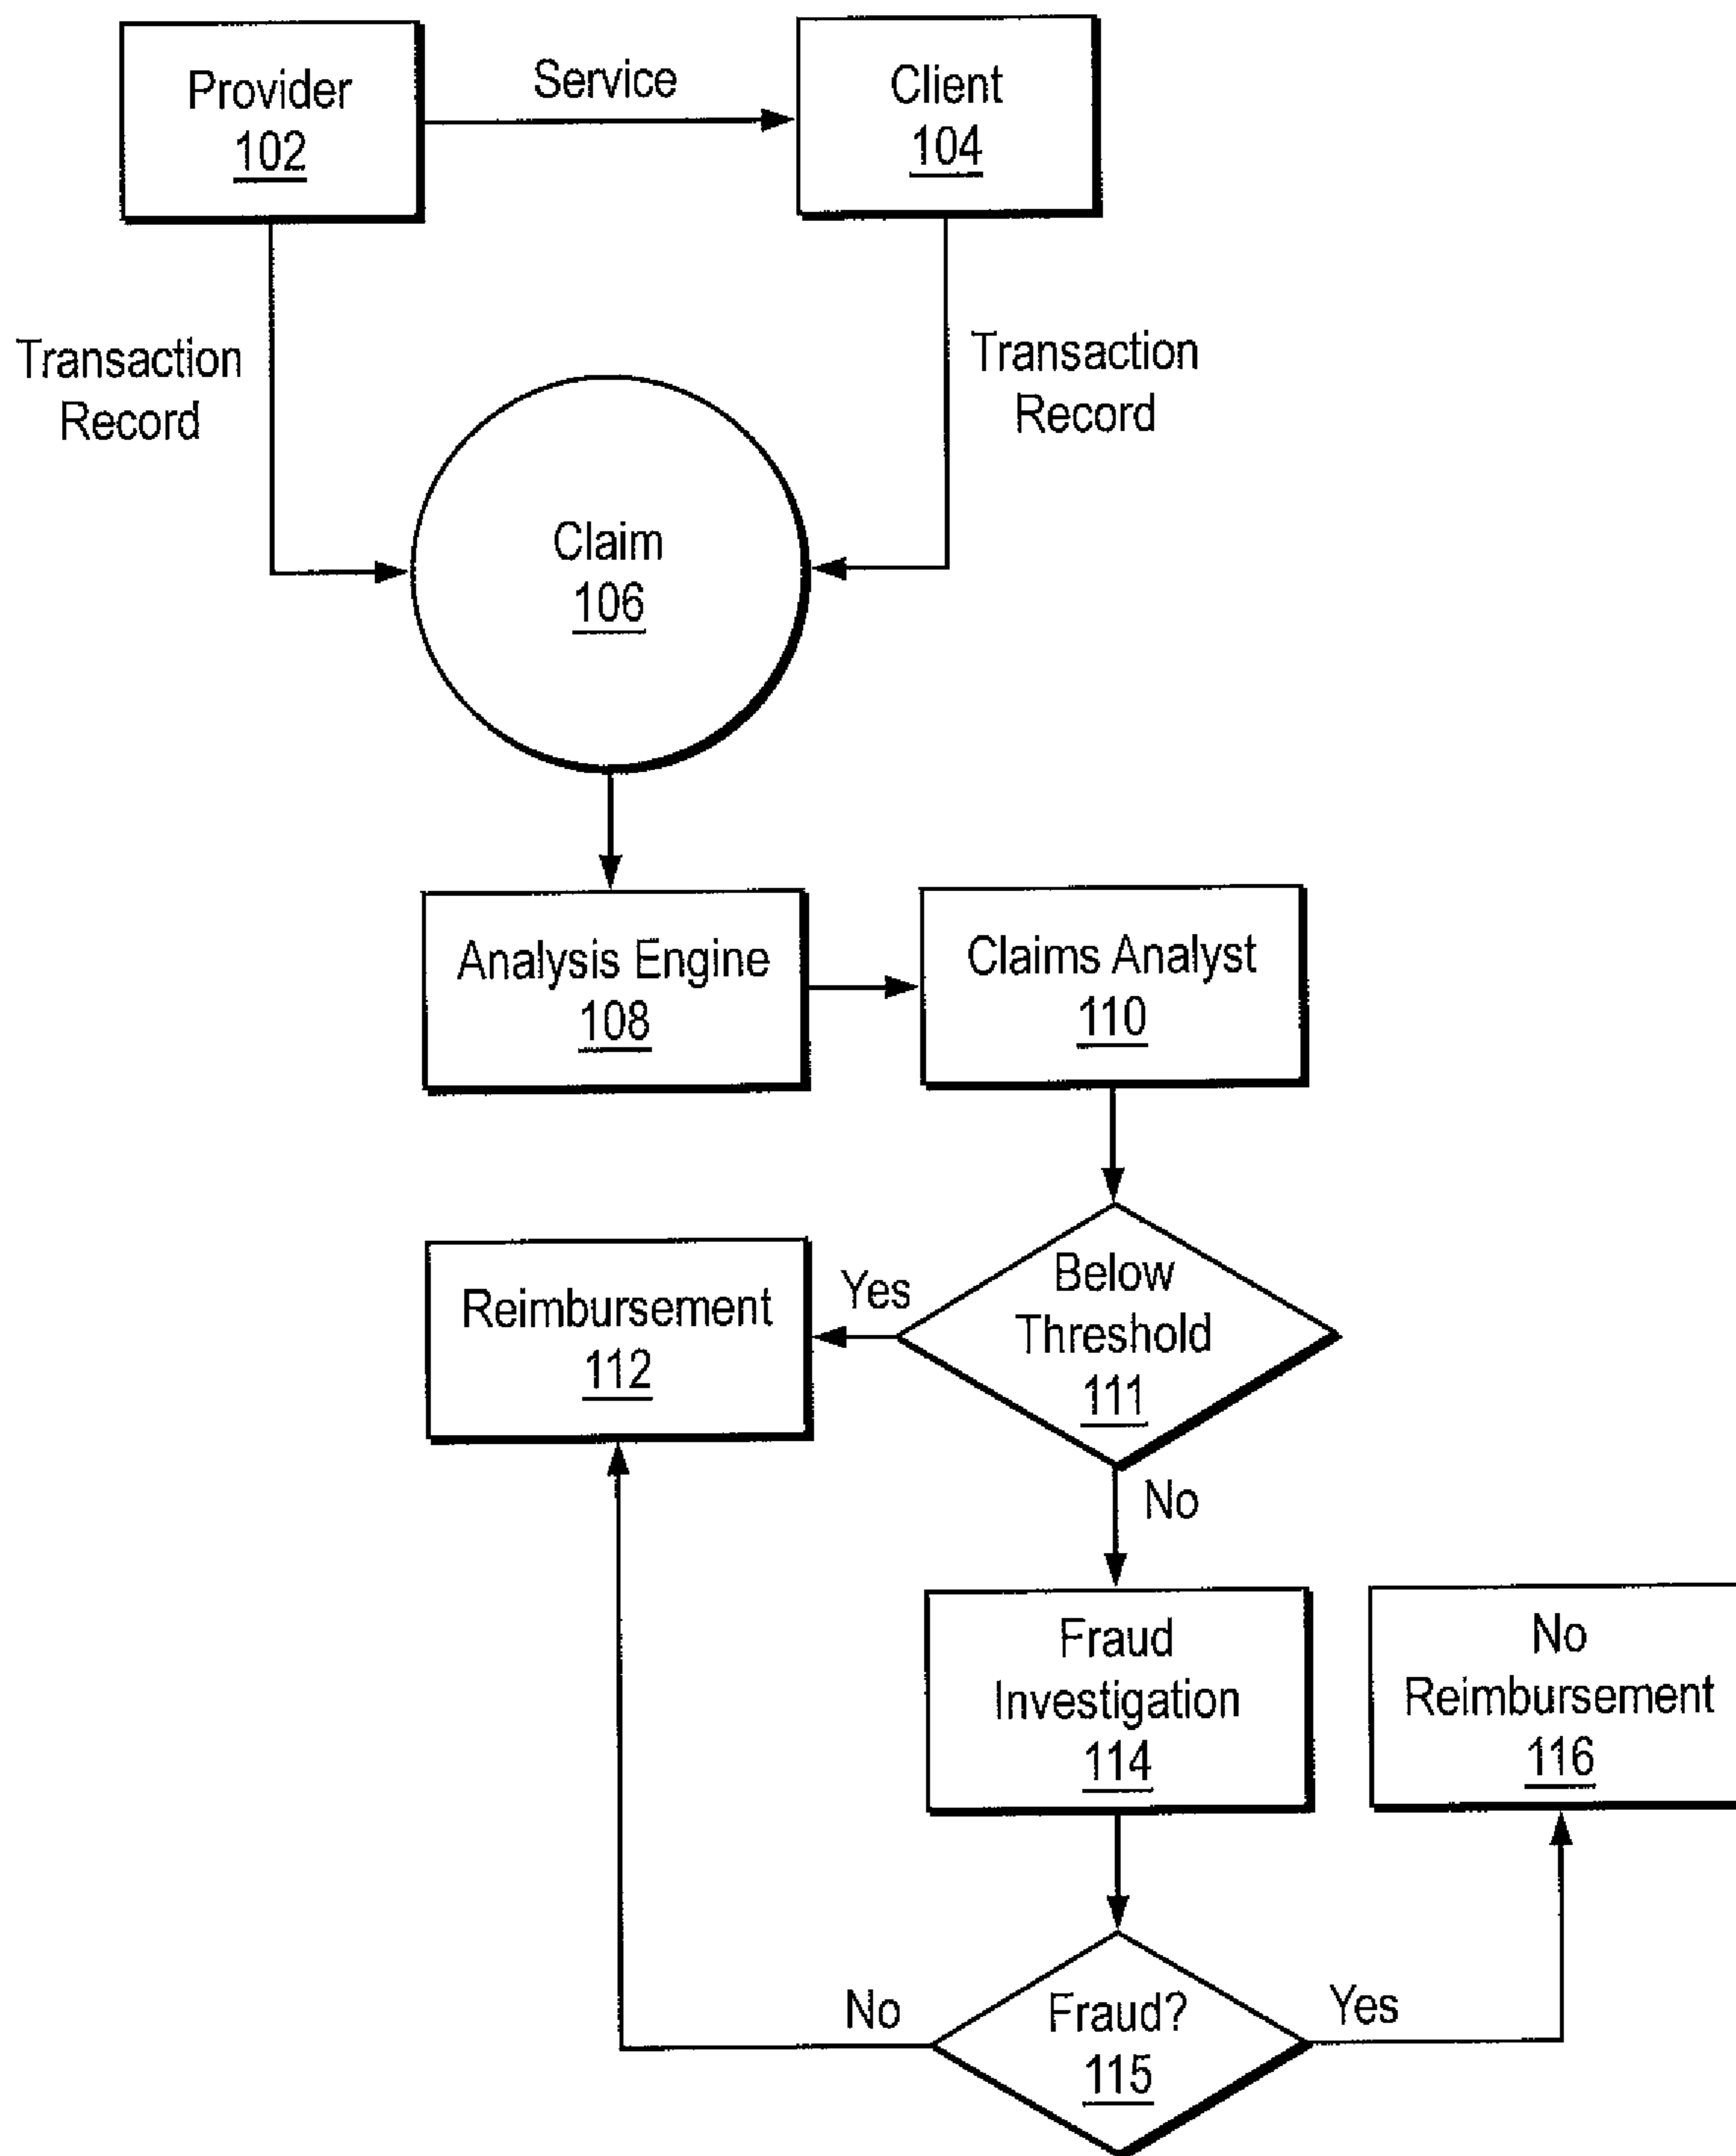 Provider
102
Service
Client
104
Transaction
Record
Transaction
Record
Claim
106
Analysis Engine
108
Claims Analyst
110
Below
Threshold
111
Yes
Reimbursement
112
No
Fraud
Investigation
114
No
Reimbursement
116
Fraud?
115
No
Yes